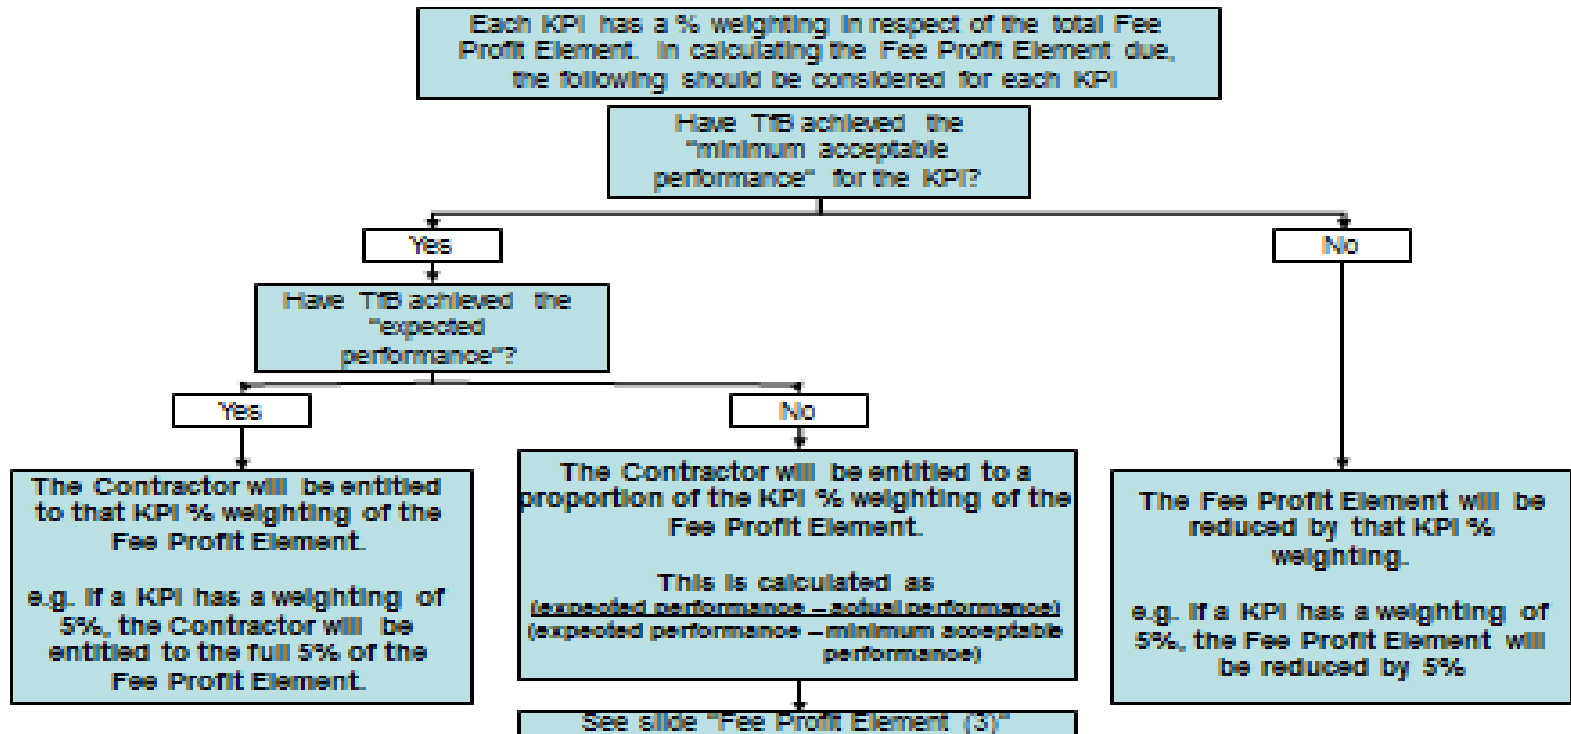 Each KPI has a % weighting in respect of the total Fee
Profit Element. In calculating the Fee Profit Element due,
the following should be considered for each KPI
Have TfB achieved the
"minimum acceptable
performance" for the KPI?
Yes
No
Have TfB achieved the
"expected
performance"?
Yes
No
The Contractor will be entitled
to that KPI % weighting of the
Fee Profit Element.
e.g. if a KPI has a weighting of
5%, the Contractor will be
entitled to the full 5% of the
Fee Profit Element.
The Contractor will be entitled to a
proportion of the KPI % weighting of the
Fee Profit Element.
This is calculated as
(expected performance – actual performance)
(expected performance – minimum acceptable
performance)
The Fee Profit Element will be
reduced by that KPI %
weighting.
e.g. if a KPI has a weighting of
5%, the Fee Profit Element will
be reduced by 5%
See slide "Fee Profit Element (3)"